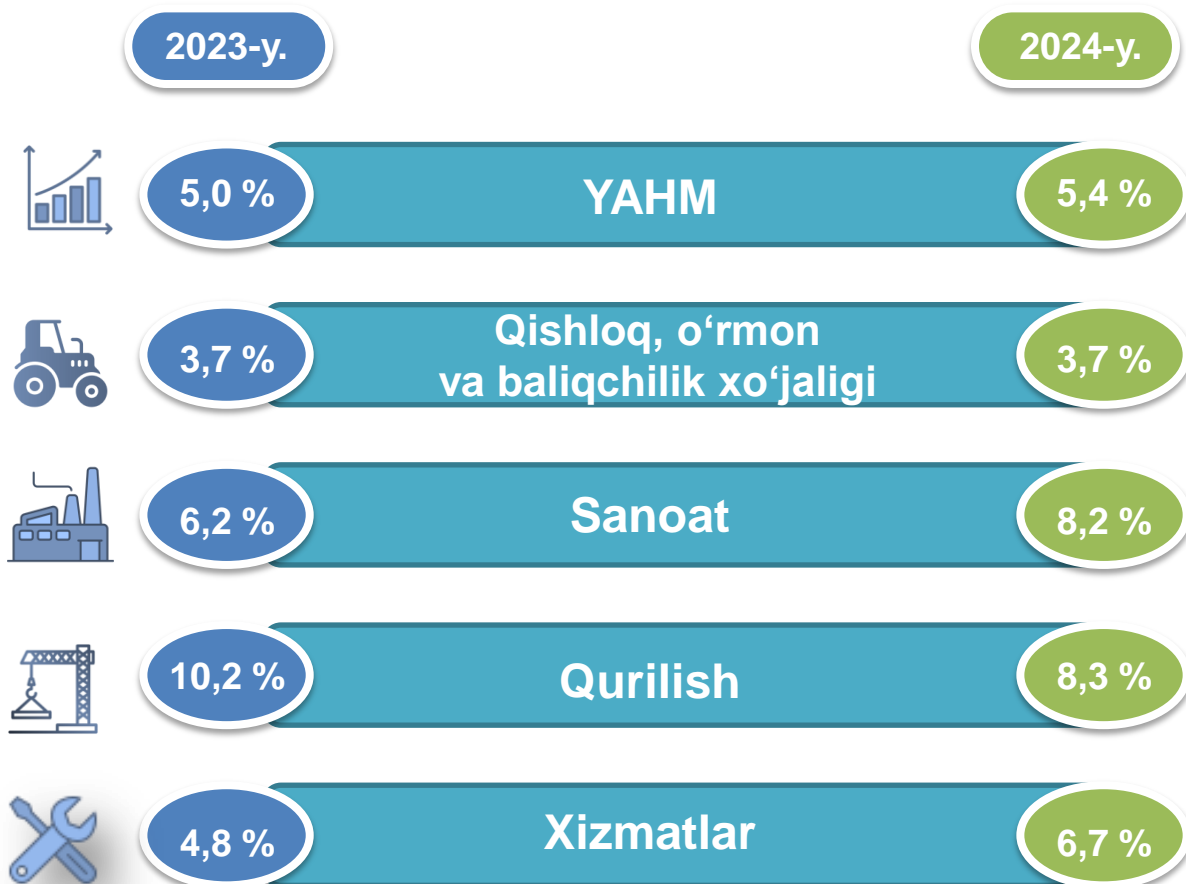 2023-y.
2024-y.
5,0 %
YAHM
5,4 %
3,7 %
Qishloq, o‘rmon
va baliqchilik xo‘jaligi
3,7 %
6,2 %
Sanoat
8,2 %
10,2 %
Qurilish
8,3 %
4,8 %
Xizmatlar
6,7 %